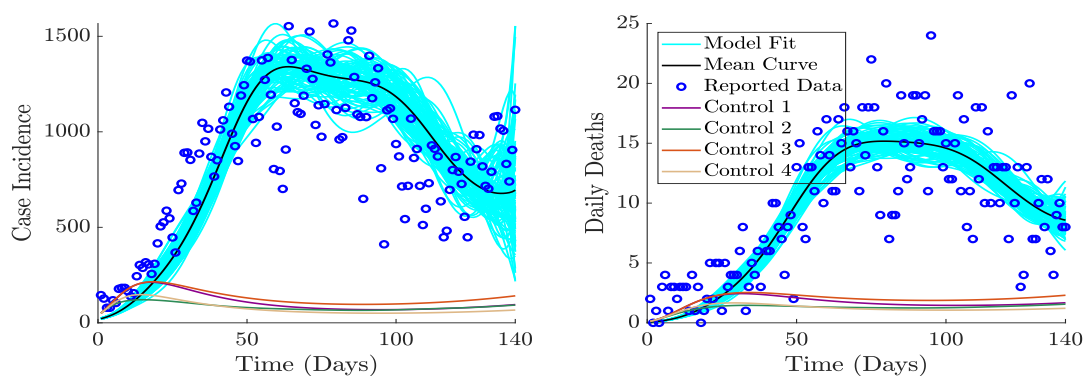 1500
1000
500
0
0
50
100
140
Case Incidence
Time (Days)
25
20
15
10
5
0
0
50
100
140
Daily Deaths
Time (Days)
Model Fit
Mean Curve
Reported Data
Control 1
Control 2
Control 3
Control 4